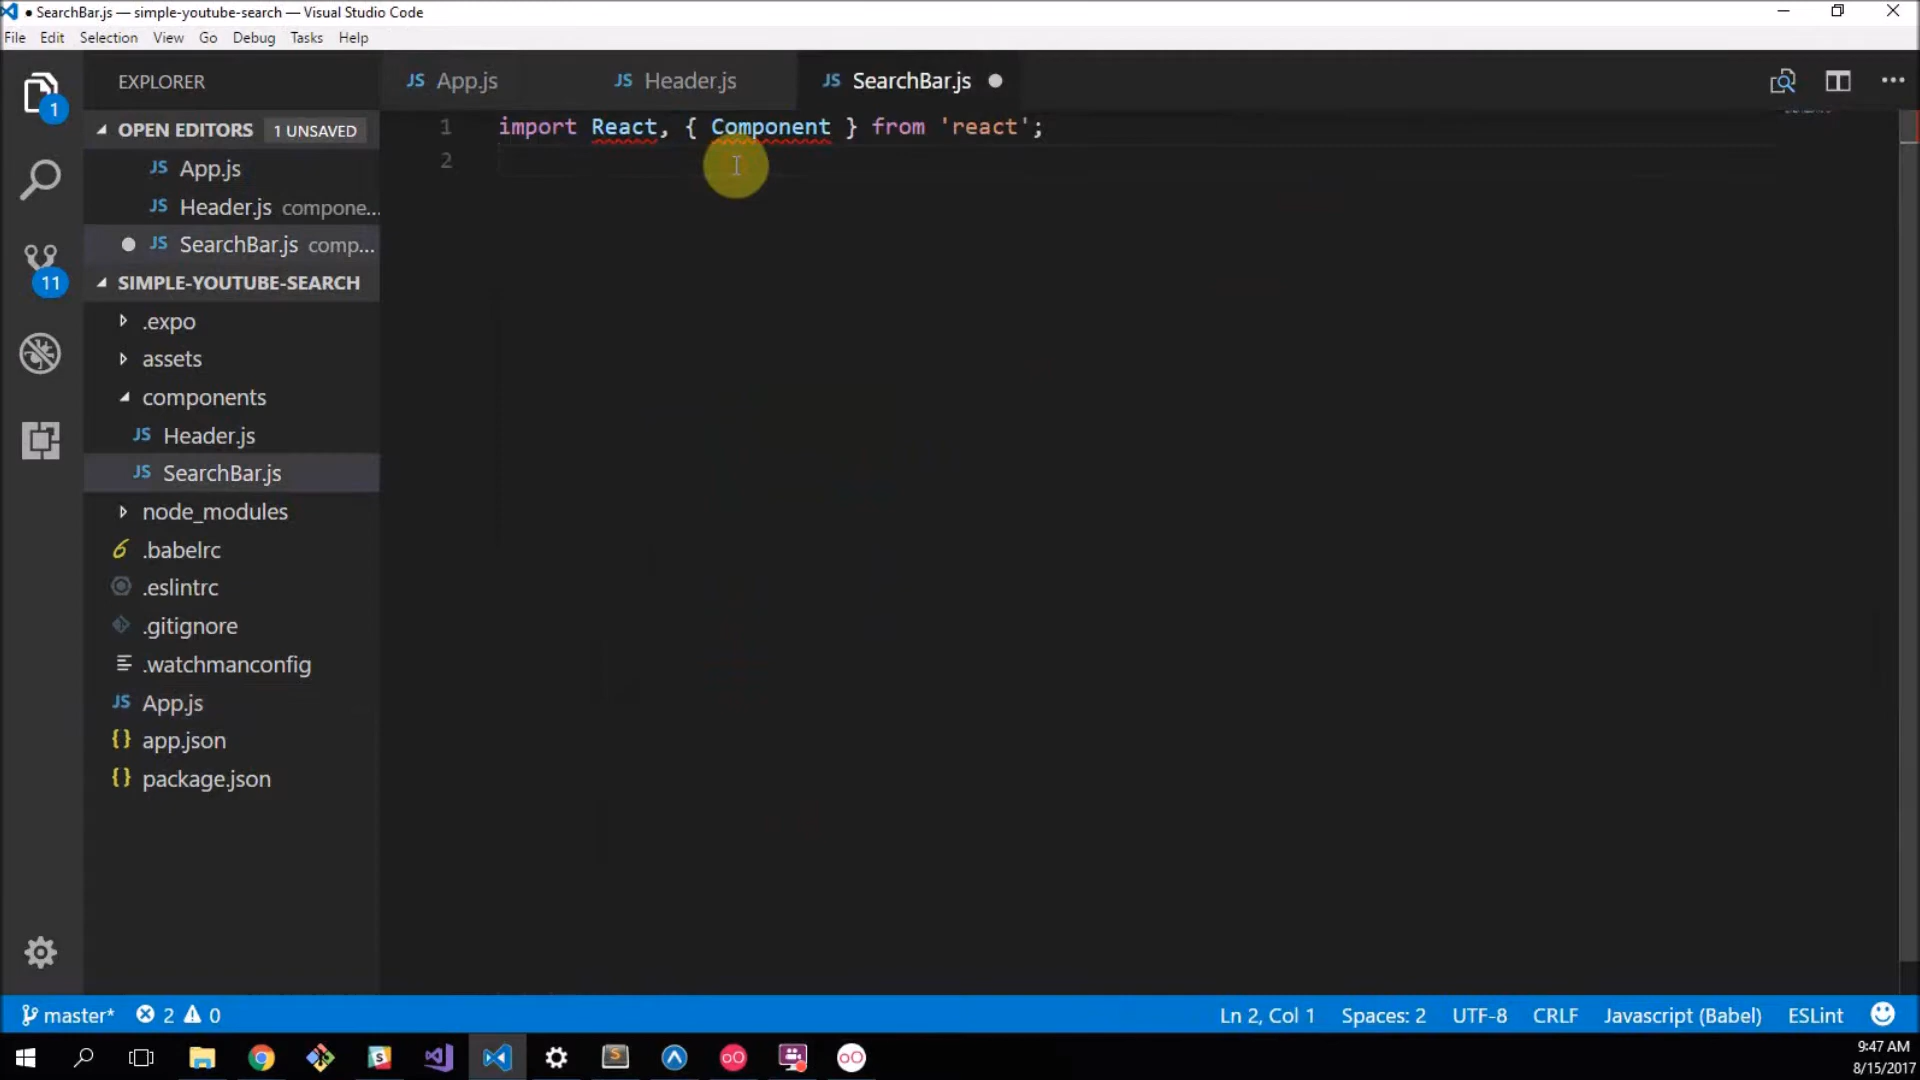 ● SearchBar.js — simple-youtube-search — Visual Studio Code
File Edit Selection View Go Debug Tasks Help
EXPLORER
JS App.js
JS Header.js
JS SearchBar.js
OPEN EDITORS 1 UNSAVED
JS App.js
JS Header.js compone...
JS SearchBar.js comp...
SIMPLE-YOUTUBE-SEARCH
.expo
assets
components
JS Header.js
JS SearchBar.js
node_modules
.babelrc
.eslintrc
.gitignore
.watchmanconfig
JS App.js
{} app.json
{} package.json
1
11
1 import React, { Component } from 'react';
2
master* 2 0
Ln 2, Col 1 Spaces: 2 UTF-8 CRLF Javascript (Babel) ESLint
9:47 AM
8/15/2017